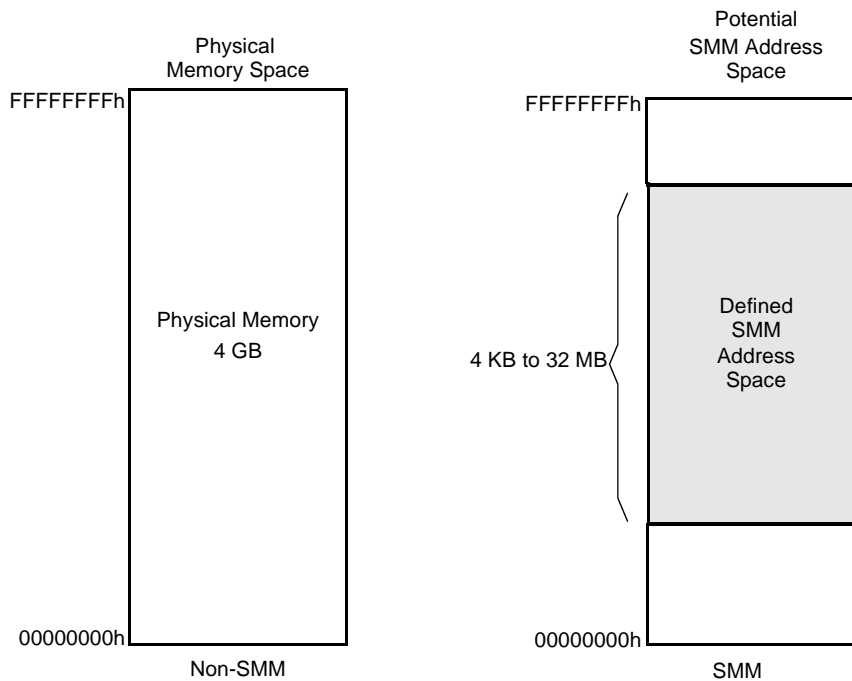 Physical
Memory Space
FFFFFFFFh
Physical Memory
4 GB
00000000h
Non-SMM
Potential
SMM Address
Space
FFFFFFFFh
4 KB to 32 MB
Defined
SMM
Address
Space
00000000h
SMM